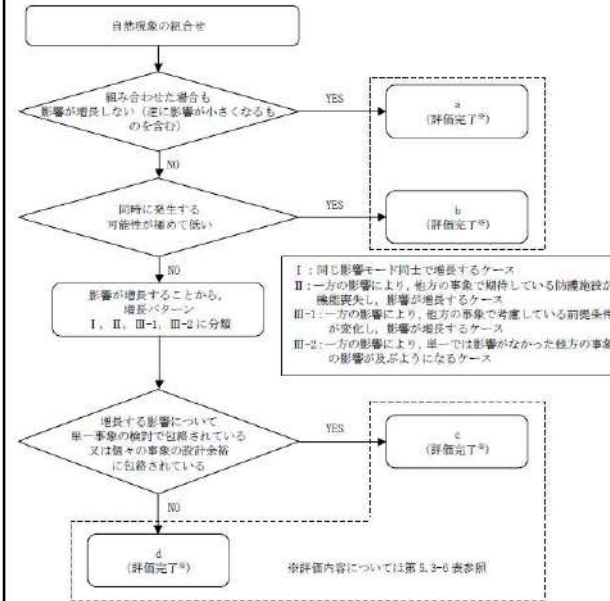 自然現象の組合せ
組み合わせた場合も
影響が増長しない（逆に影響が小さくなるも
のを含む）
YES
a
(評価完了※)
NO
同時に発生する
可能性が極めて低い
YES
b
(評価完了※)
NO
影響が増長することから，
増長パターン
Ⅰ，Ⅱ，Ⅲ-1，Ⅲ-2 に分類
Ⅰ：同じ影響モード同士で増長するケース
Ⅱ：一方の影響により，他方の事象で期待している防護施設が
機能喪失し，影響が増長するケース
Ⅲ-1：一方の影響により，他方の事象で考慮している前提条件
が変化し，影響が増長するケース
Ⅲ-2：一方の影響により，単一では影響がなかった他方の事象
の影響が及ぶようになるケース
増長する影響について
単一事象の検討で包絡されている
又は個々の事象の設計余裕
に包絡されている
YES
c
(評価完了※)
NO
d
(評価完了※)
※評価内容については第 5.3-6 表参照